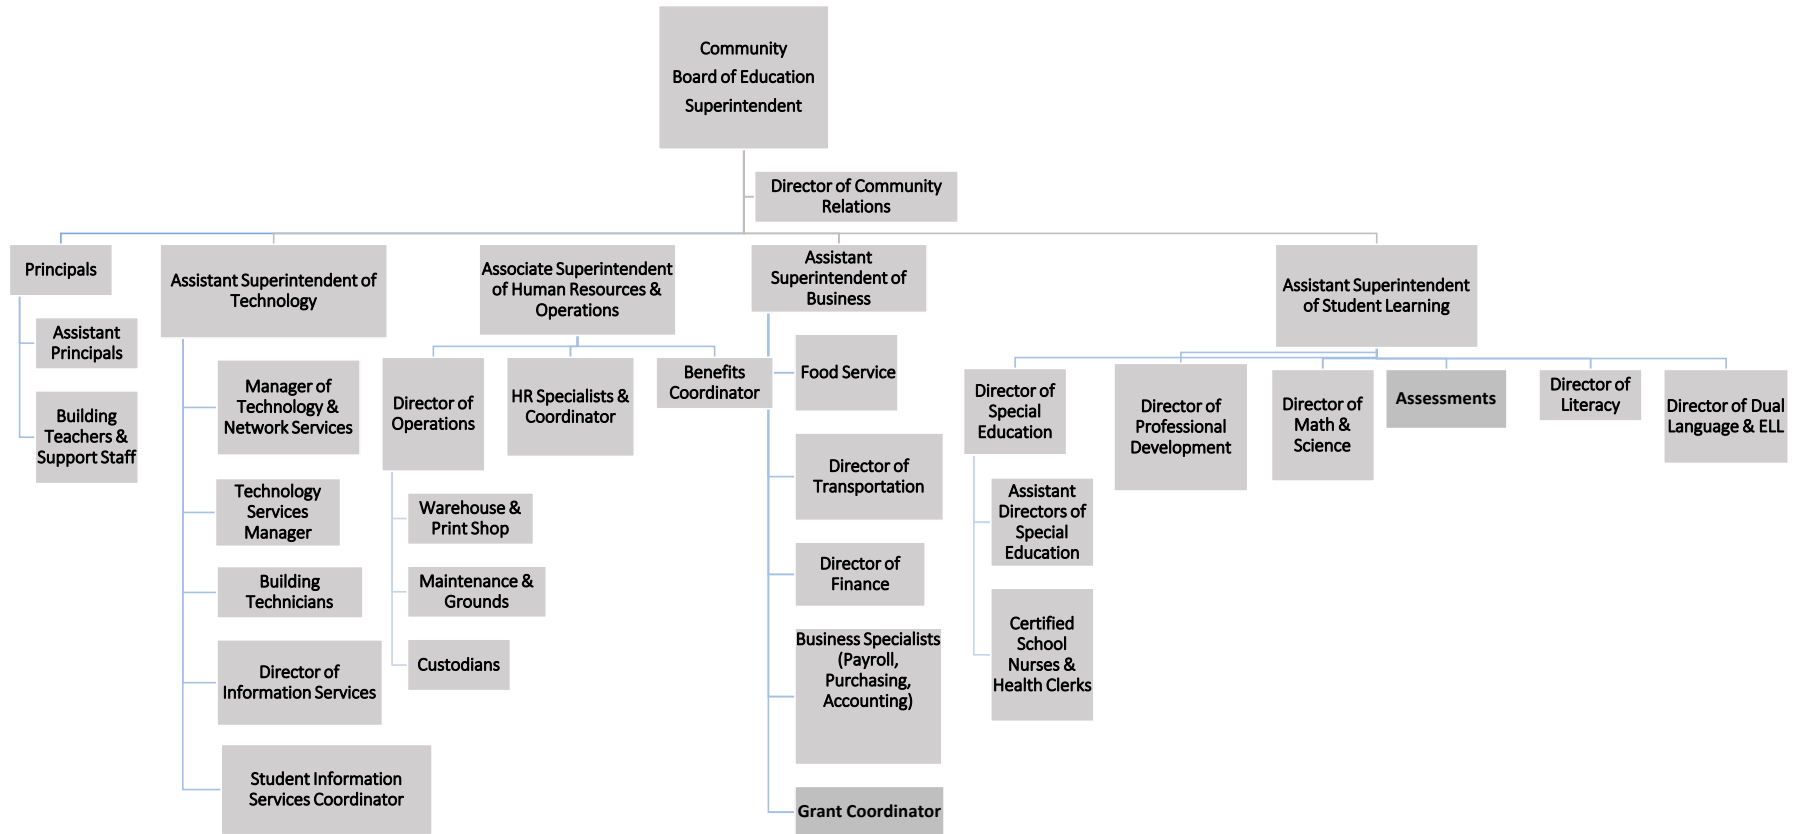 Community
Board of Education
Superintendent
Director of Community
Relations
Principals
Assistant
Principals
Building
Teachers &
Support Staff
Assistant Superintendent of
Technology
Manager of
Technology &
Network Services
Technology
Services
Manager
Building
Technicians
Director of
Information Services
Student Information
Services Coordinator
Associate Superintendent
of Human Resources &
Operations
Director of
Operations
Warehouse &
Print Shop
Maintenance &
Grounds
Custodians
HR Specialists &
Coordinator
Benefits
Coordinator
Assistant
Superintendent of
Business
Food Service
Director of
Transportation
Director of
Finance
Business Specialists
(Payroll,
Purchasing,
Accounting)
Grant Coordinator
Assistant Superintendent
of Student Learning
Director of
Special
Education
Assistant
Directors of
Special
Education
Certified
School
Nurses &
Health Clerks
Director of
Professional
Development
Director of
Math &
Science
Assessments
Director of
Literacy
Director of Dual
Language & ELL